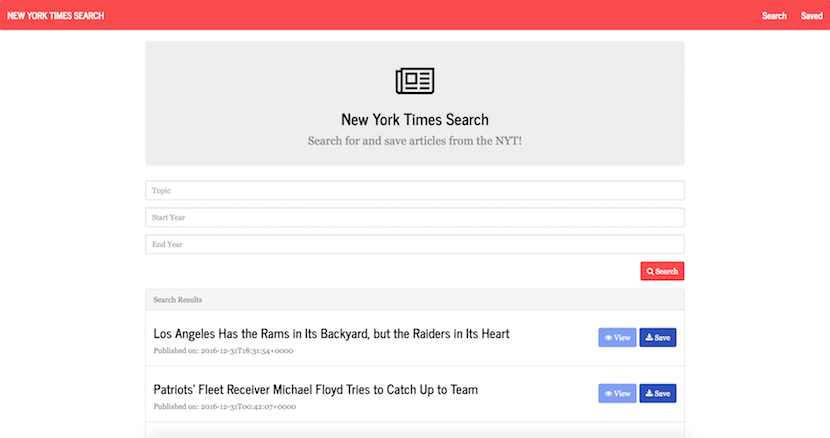 NEW YORK TIMES SEARCH Search Saved
New York Times Search
Search for and save articles from the NYT!
Topic
Start Year
End Year
Search
Search Results
Los Angeles Has the Rams in Its Backyard, but the Raiders in Its Heart
Published on: 2016-12-31T18:31:54+0000
View Save
Patriots' Fleet Receiver Michael Floyd Tries to Catch Up to Team
Published on: 2016-12-31T00:42:07+0000
View Save